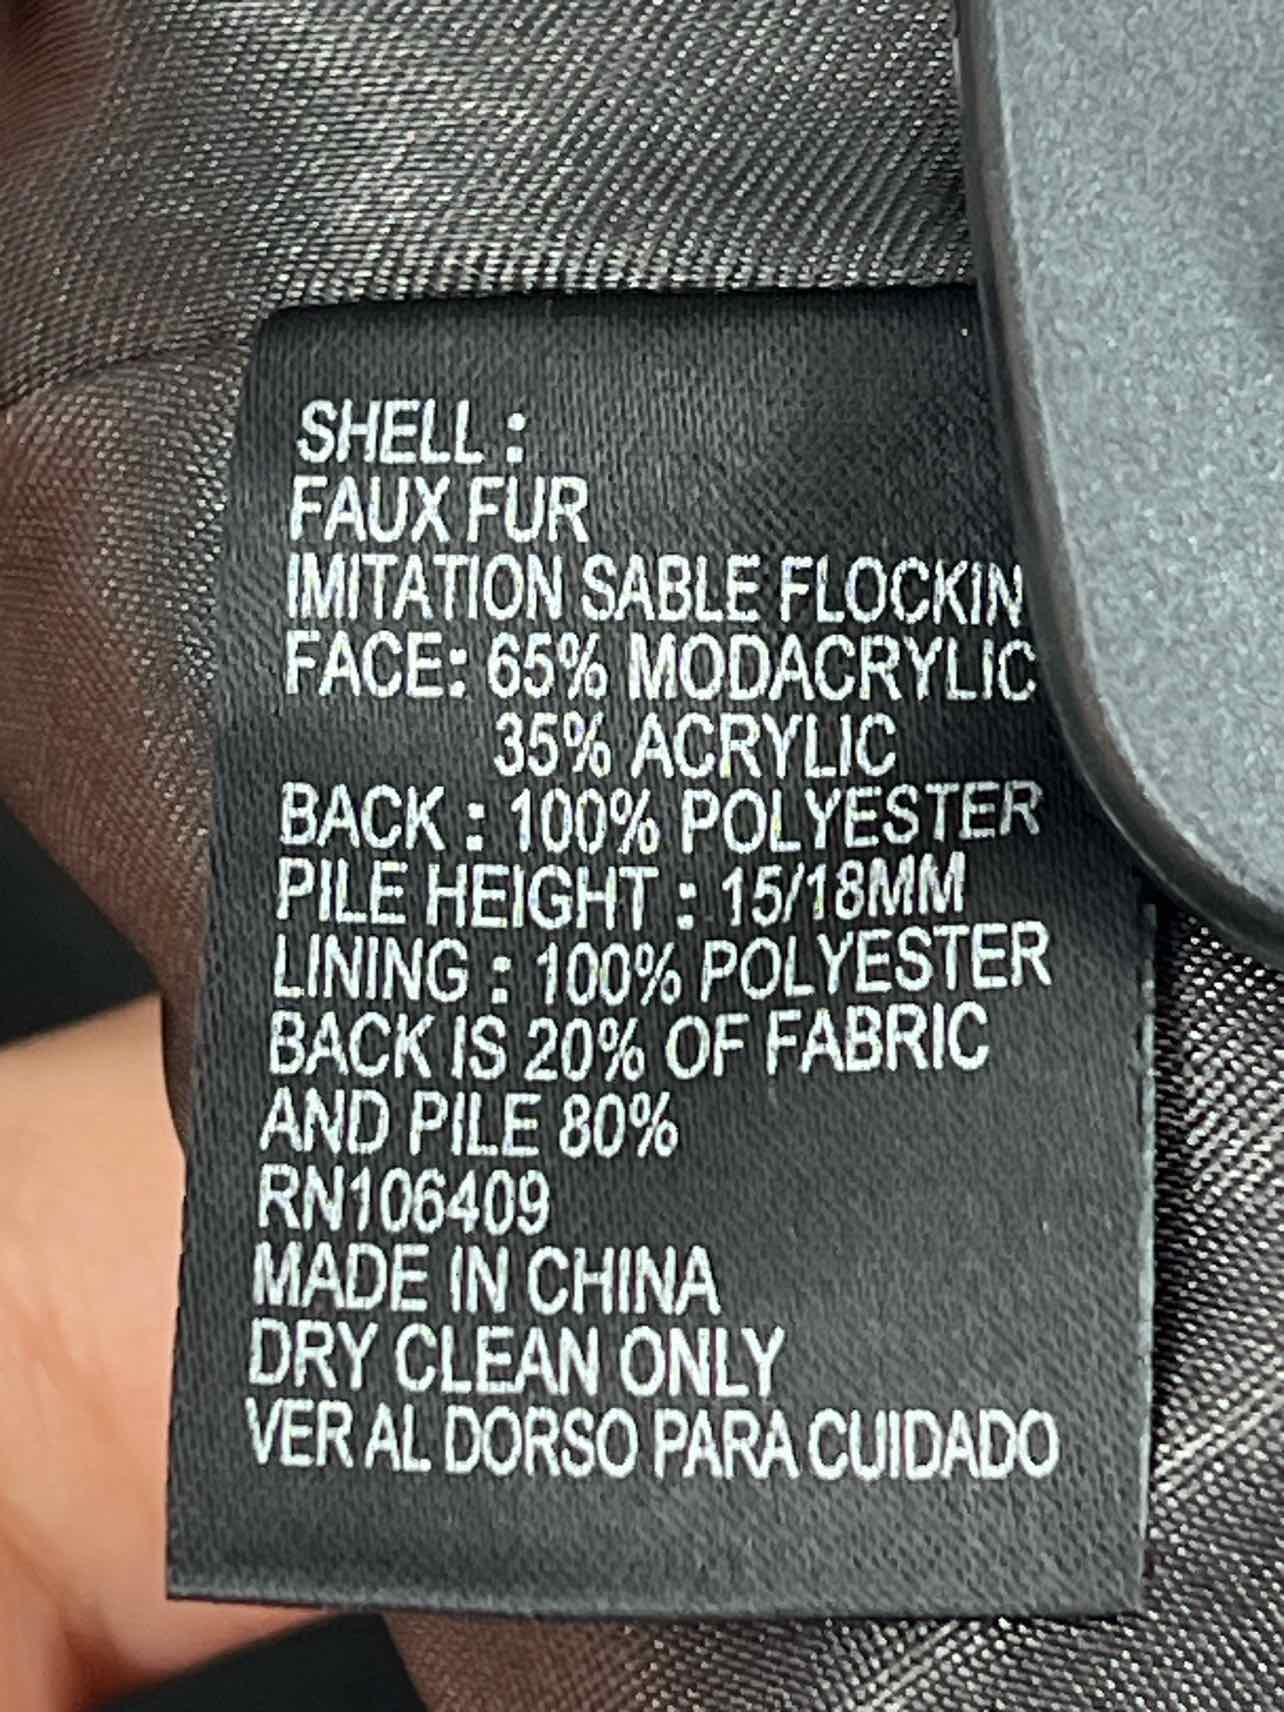 SHELL :
FAUX FUR
IMITATION SABLE FLOCKIN
FACE: 65% MODACRYLIC
35% ACRYLIC
BACK : 100% POLYESTER
PILE HEIGHT : 15/18MM
LINING : 100% POLYESTER
BACK IS 20% OF FABRIC
AND PILE 80%
RN106409
MADE IN CHINA
DRY CLEAN ONLY
VER AL DORSO PARA CUIDADO